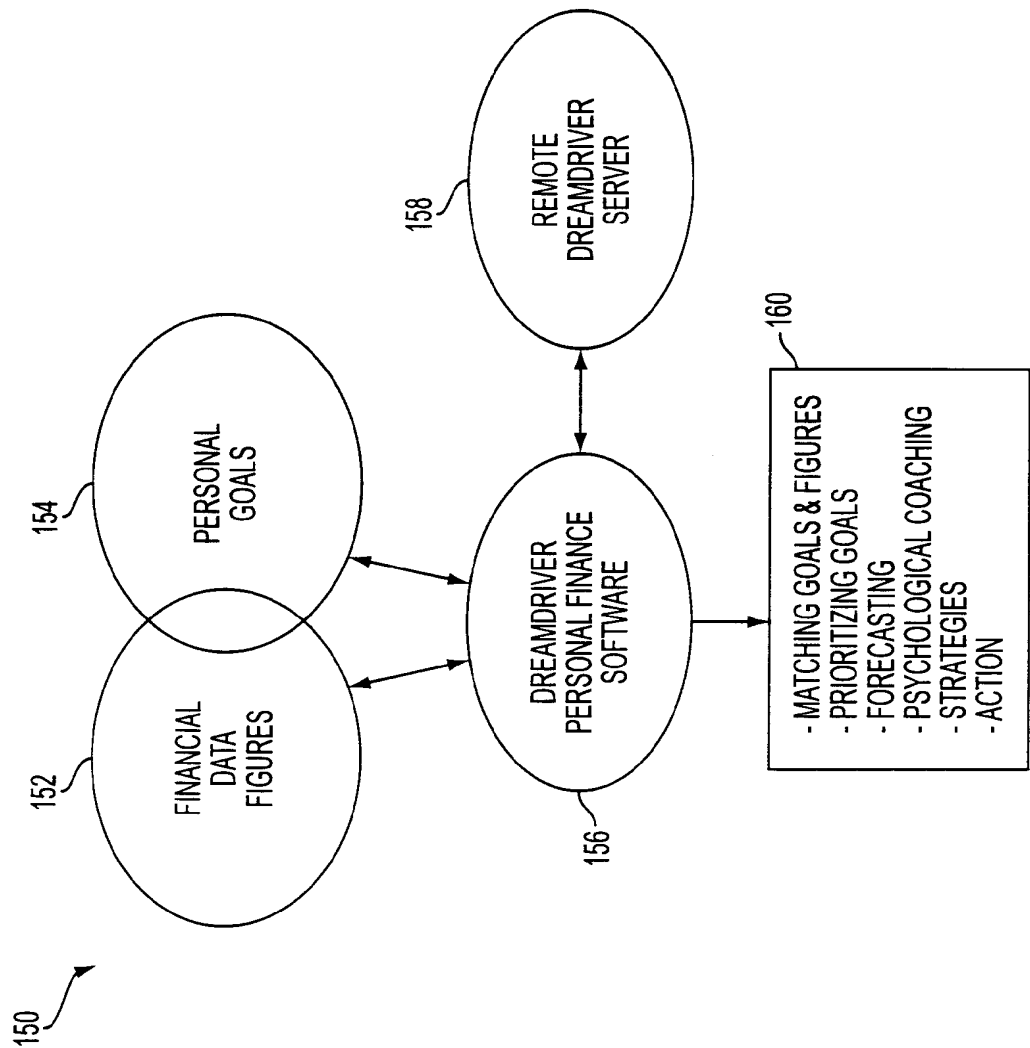 150
152
FINANCIAL
DATA
FIGURES
154
PERSONAL
GOALS
156
DREAMDRIVER
PERSONAL FINANCE
SOFTWARE
158
REMOTE
DREAMDRIVER
SERVER
160
- MATCHING GOALS & FIGURES
- PRIORITIZING GOALS
- FORECASTING
- PSYCHOLOGICAL COACHING
- STRATEGIES
- ACTION